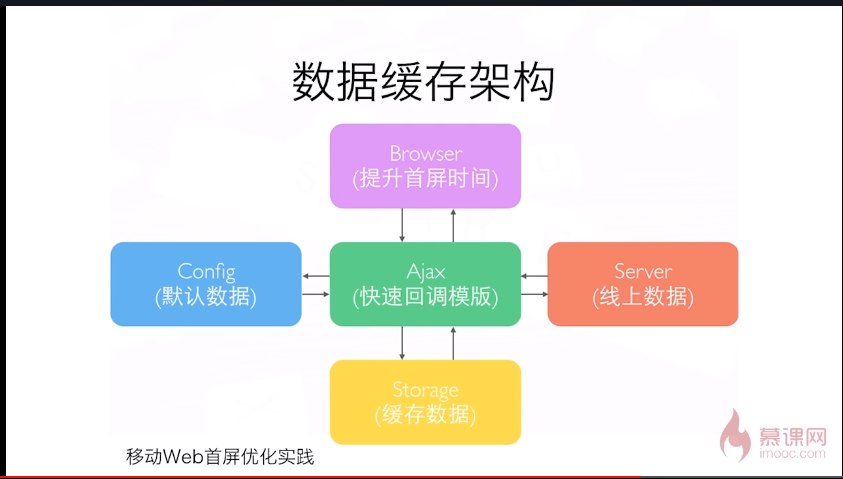 数据缓存架构
Browser
(提升首屏时间)
Config
(默认数据)
Ajax
(快速回调模版)
Server
(线上数据)
Storage
(缓存数据)
移动Web首屏优化实践
慕课网
imooc.com